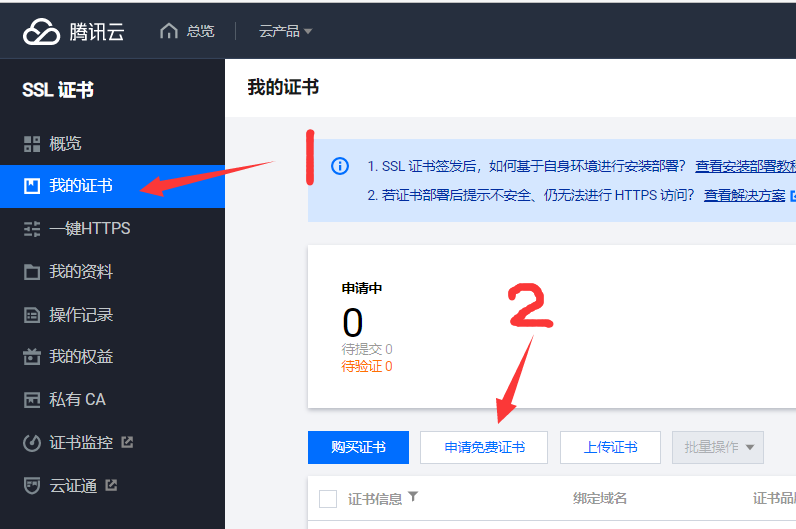 腾讯云 总览 云产品
SSL 证书
我的证书
概览
我的证书
一键HTTPS
我的资料
操作记录
我的权益
私有 CA
证书监控
云证通
1
1. SSL 证书签发后，如何基于自身环境进行安装部署？ 查看安装部署教程
2. 若证书部署后提示不安全、仍无法进行 HTTPS 访问？ 查看解决方案
申请中
0
待提交 0
待验证 0
2
购买证书 申请免费证书 上传证书 批量操作
证书信息 绑定域名 证书品